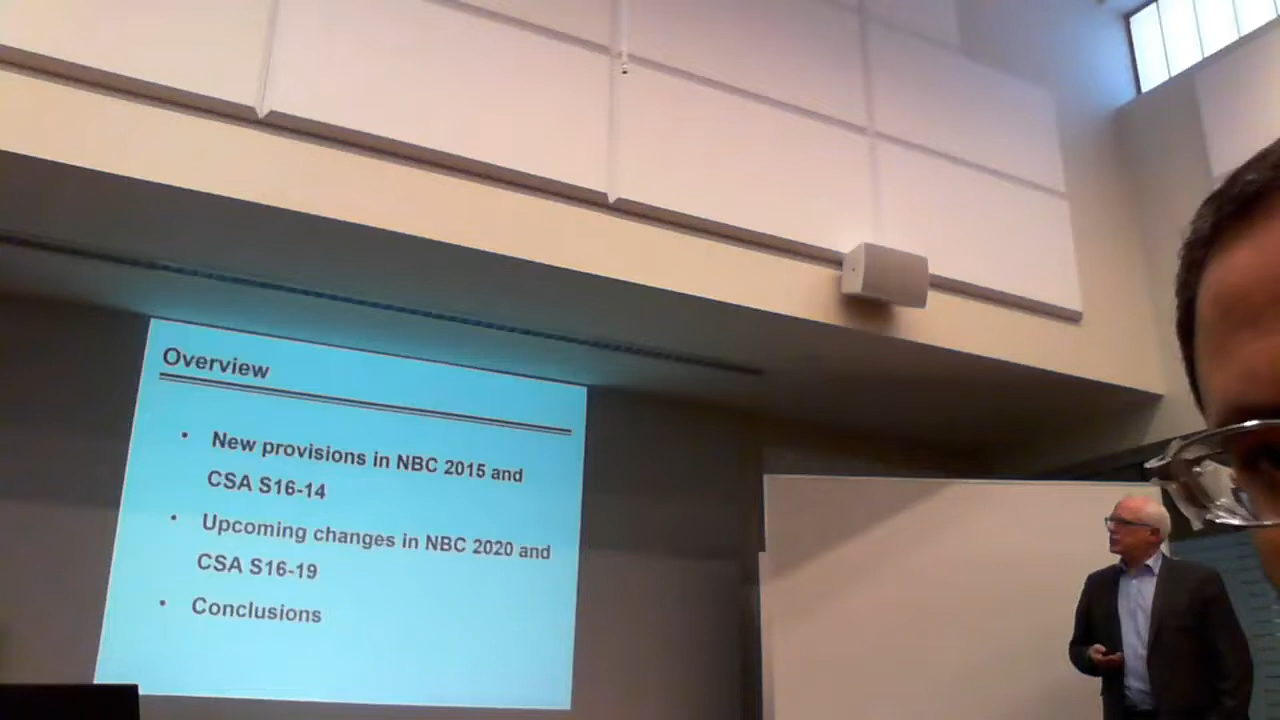 Overview
• New provisions in NBC 2015 and
CSA S16-14
• Upcoming changes in NBC 2020 and
CSA S16-19
• Conclusions